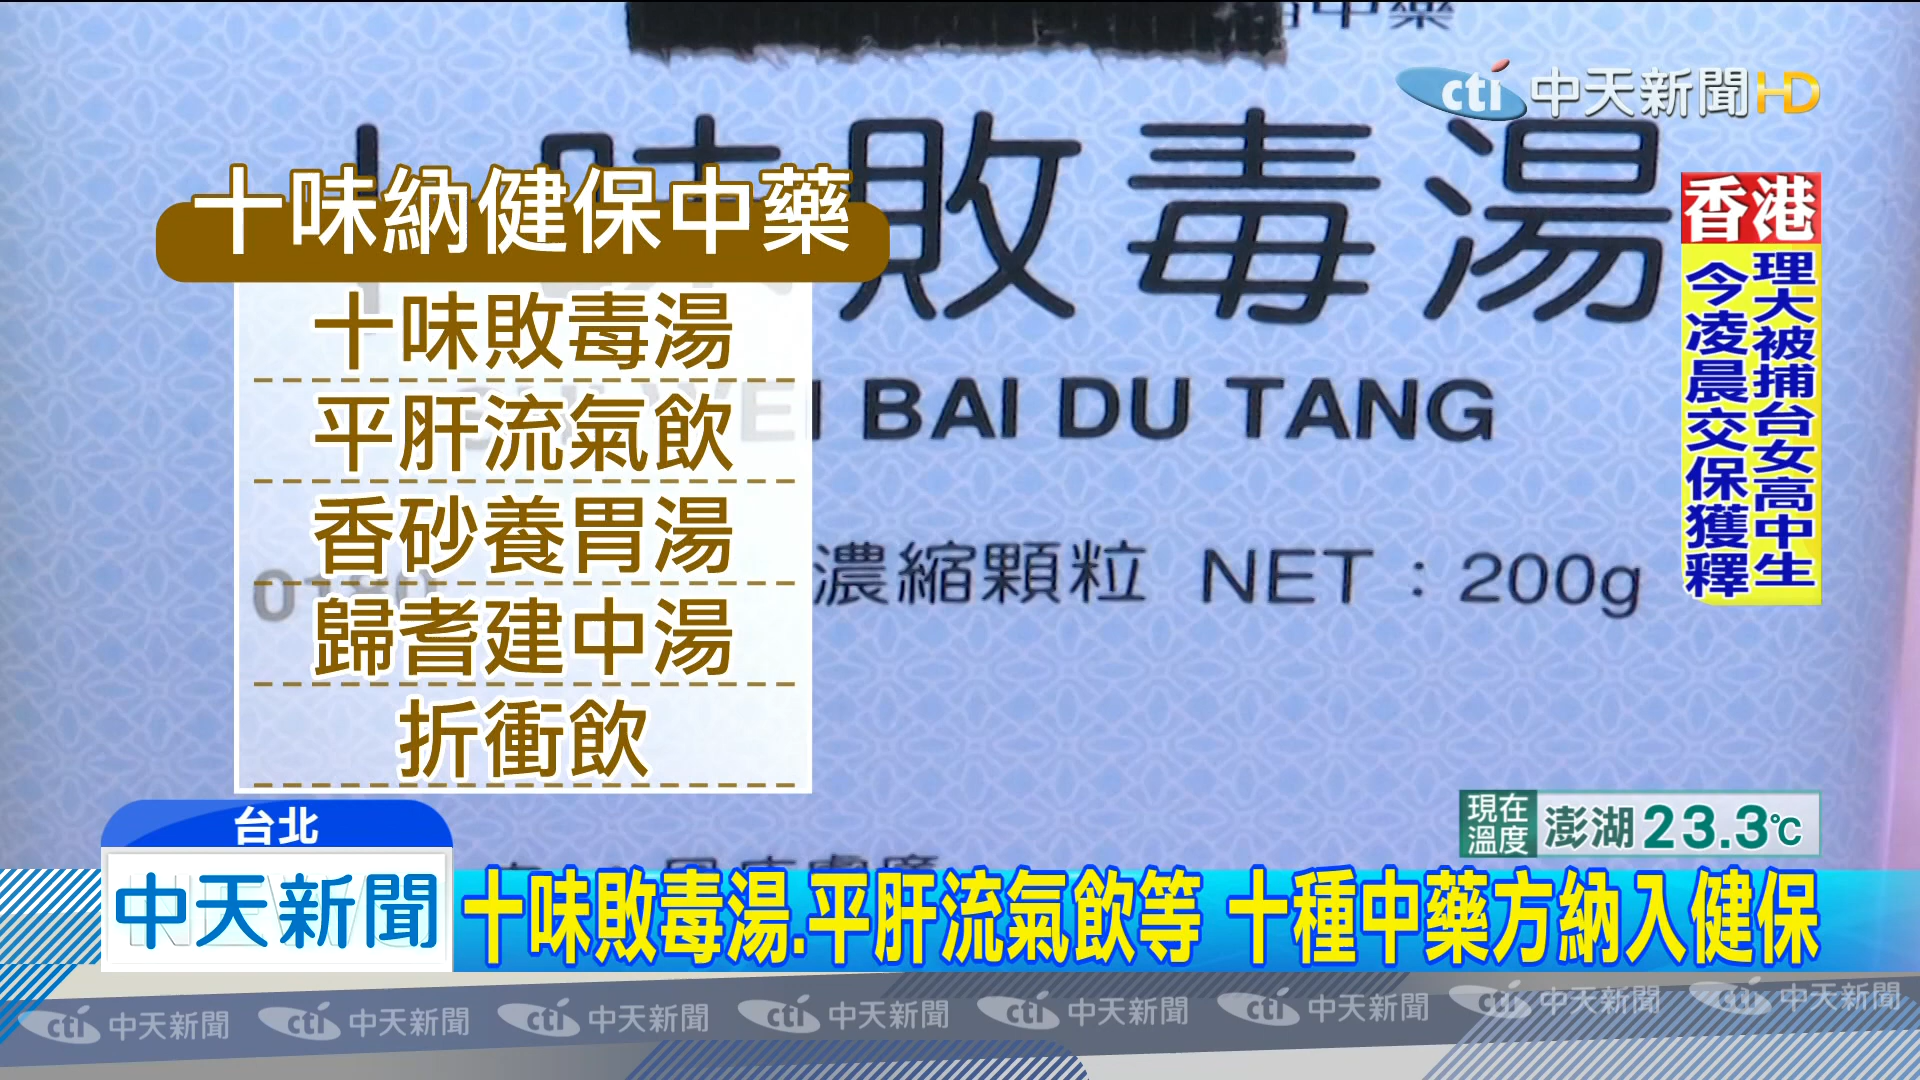 中藥
cti 中天新聞HD
十味敗毒湯
十味納健保中藥
十味敗毒湯
平肝流氣飲
香砂養胃湯
歸耆建中湯
折衝飲
BAI DU TANG
濃縮顆粒 NET：200g
香港
理大被捕台女高中生
今凌晨交保獲釋
現在溫度 澎湖 23.3℃
台北
中天新聞
十味敗毒湯.平肝流氣飲等 十種中藥方納入健保
cti 中天新聞 cti 中天新聞 cti 中天新聞 cti 中天新聞 cti 中天新聞 cti 中天新聞 cti 中天新聞 cti 中天新聞